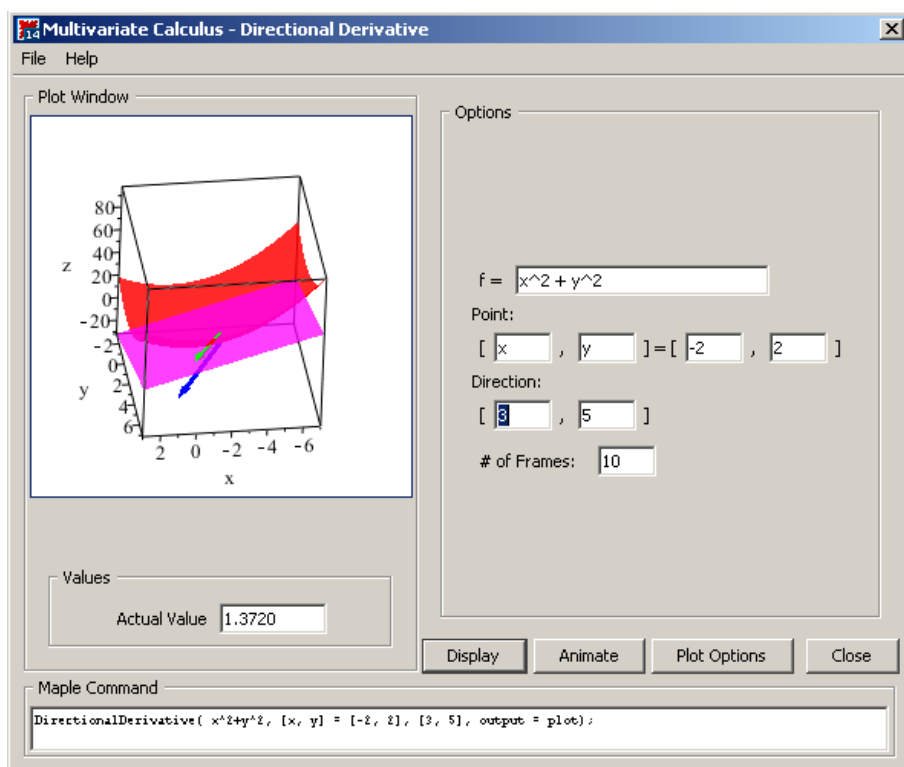 Multivariate Calculus - Directional Derivative
File Help
Plot Window
80
60
40
z
20
0
-20
-2
0
2
y
4
6
2 0 -2 -4 -6
x
Values
Actual Value 1.3720
Options
f = x^2 + y^2
Point:
[ x , y ] = [ -2 , 2 ]
Direction:
[ 3 , 5 ]
# of Frames: 10
Display Animate Plot Options Close
Maple Command
DirectionalDerivative( x^2+y^2, [x, y] = [-2, 2], [3, 5], output = plot);